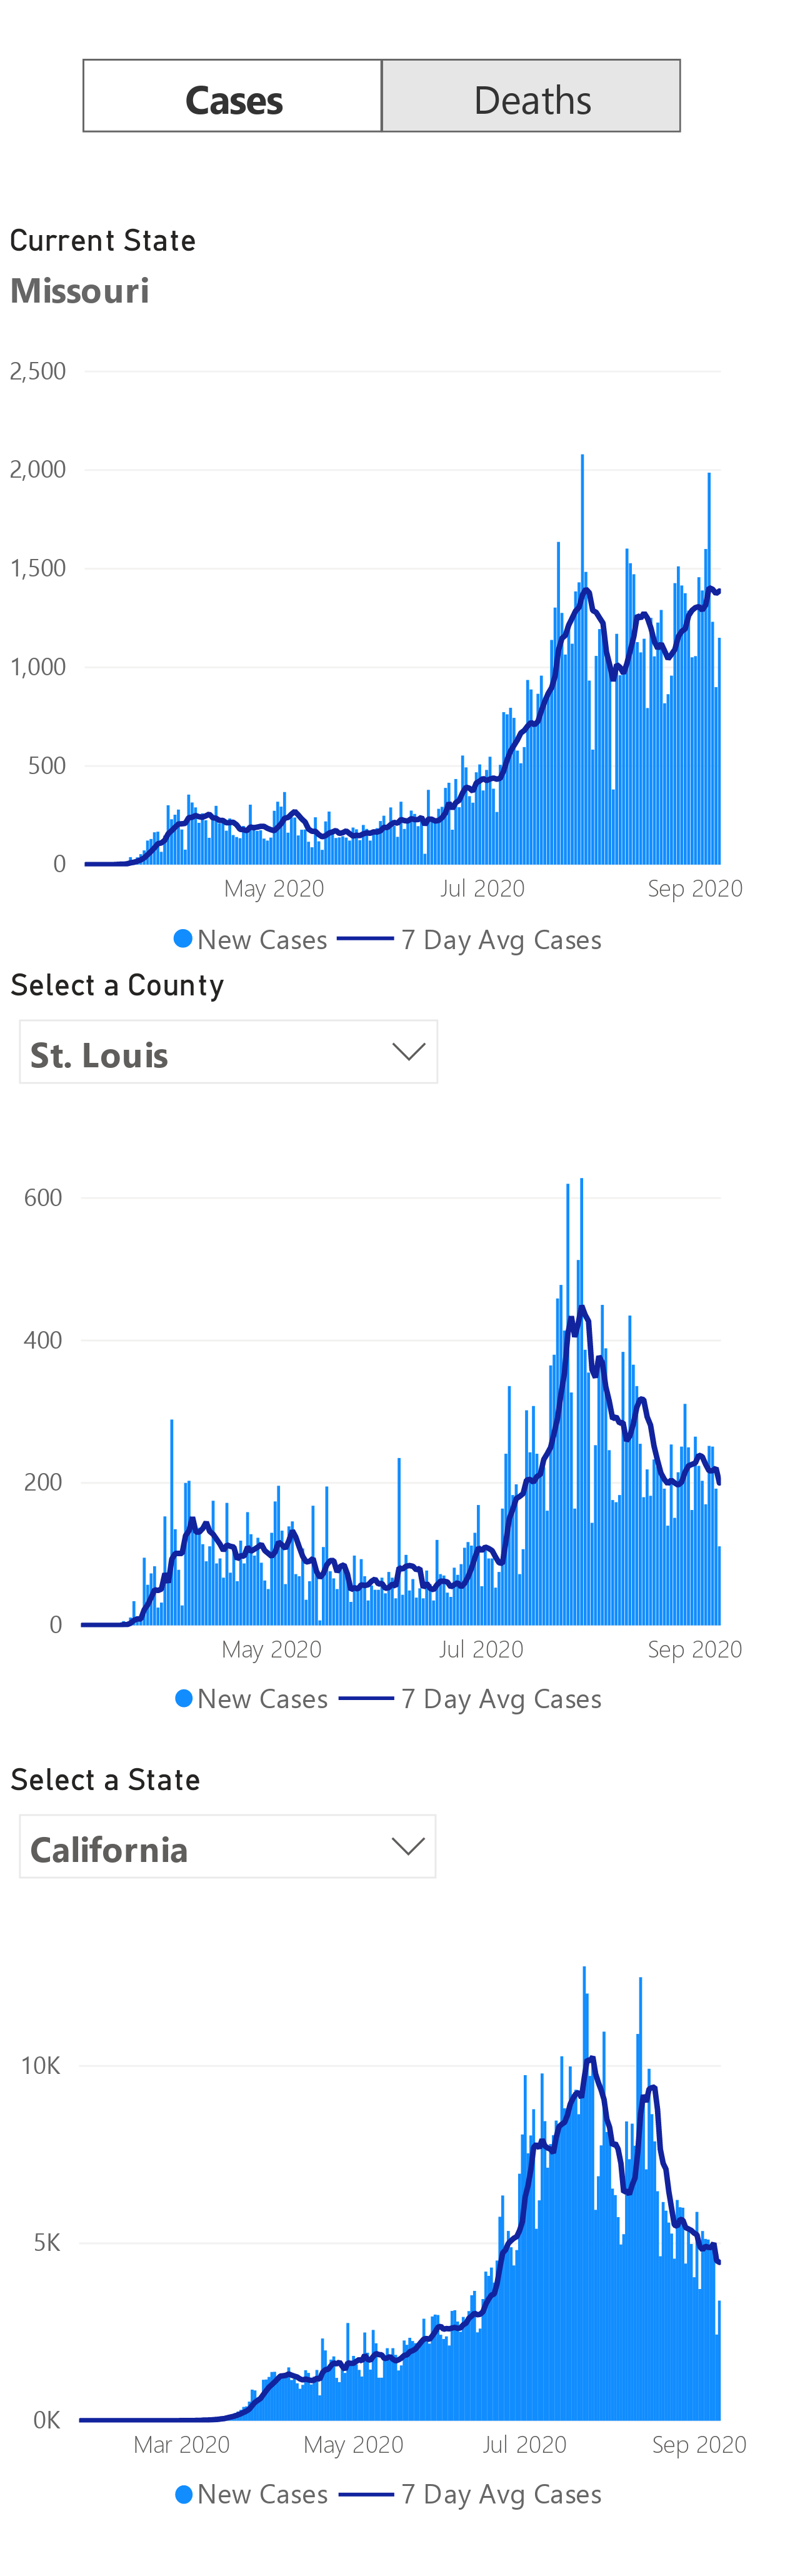 Cases Deaths
Current State
Missouri
2,500
2,000
1,500
1,000
500
0
May 2020 Jul 2020 Sep 2020
New Cases 7 Day Avg Cases
Select a County
St. Louis
600
400
200
0
May 2020 Jul 2020 Sep 2020
New Cases 7 Day Avg Cases
Select a State
California
10K
5K
0K
Mar 2020 May 2020 Jul 2020 Sep 2020
New Cases 7 Day Avg Cases